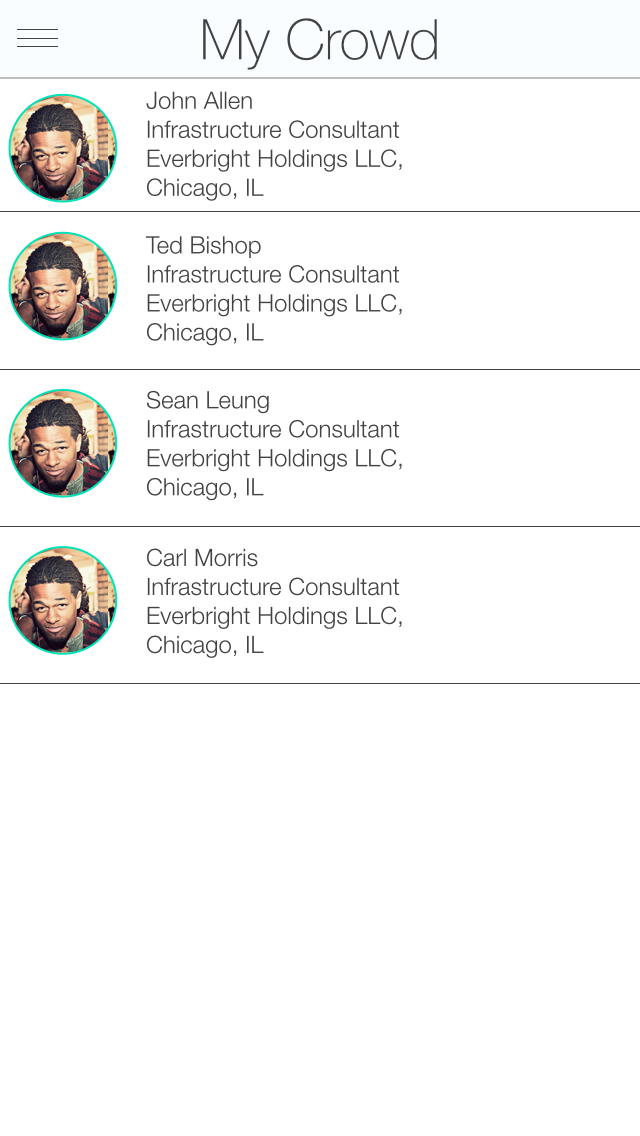 My Crowd
John Allen
Infrastructure Consultant
Everbright Holdings LLC,
Chicago, IL
Ted Bishop
Infrastructure Consultant
Everbright Holdings LLC,
Chicago, IL
Sean Leung
Infrastructure Consultant
Everbright Holdings LLC,
Chicago, IL
Carl Morris
Infrastructure Consultant
Everbright Holdings LLC,
Chicago, IL